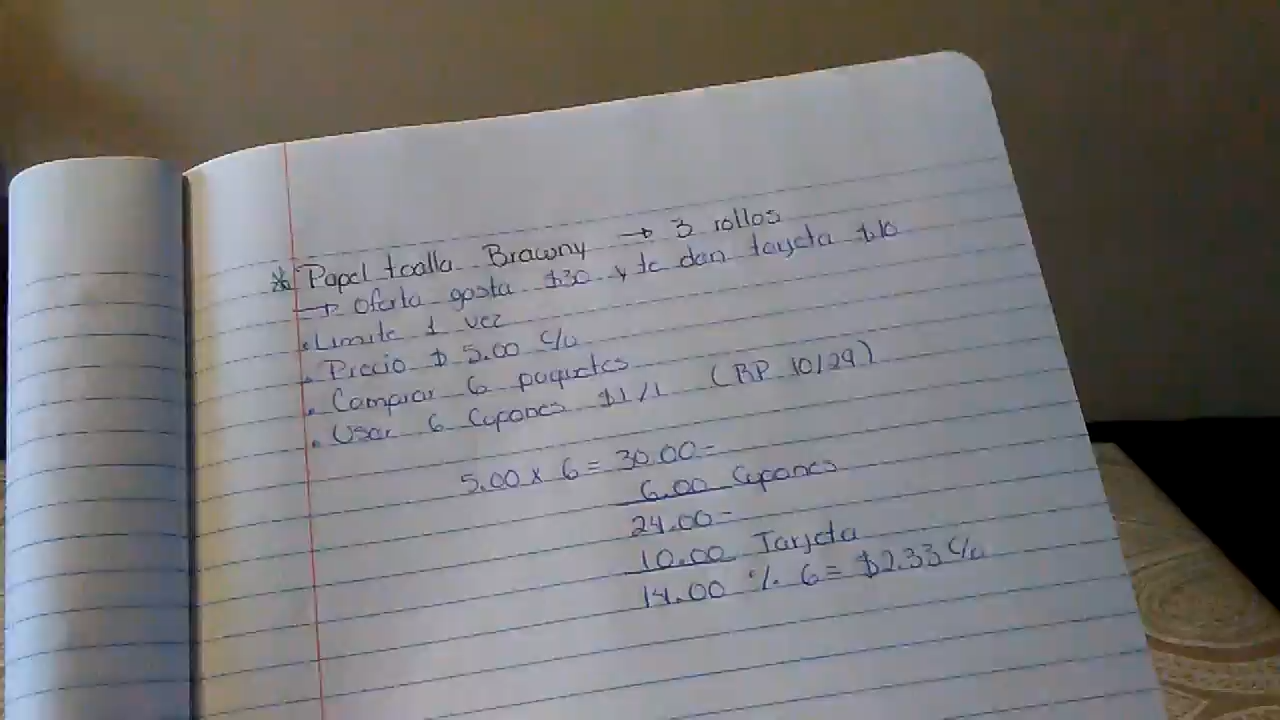 * Papel toalla Brawny → 3 rollos
→ oferta gasta $30 y te dan tarjeta $10
• Limite 1 vez
• Precio $ 5.00 c/u
• Comprar 6 paquetes
• Usar 6 Cupones $1/1 (RP 10/29)
5.00 x 6 = 30.00-
6.00 Cupones
24.00-
10.00 Tarjeta
14.00 % 6 = $2.33 c/u